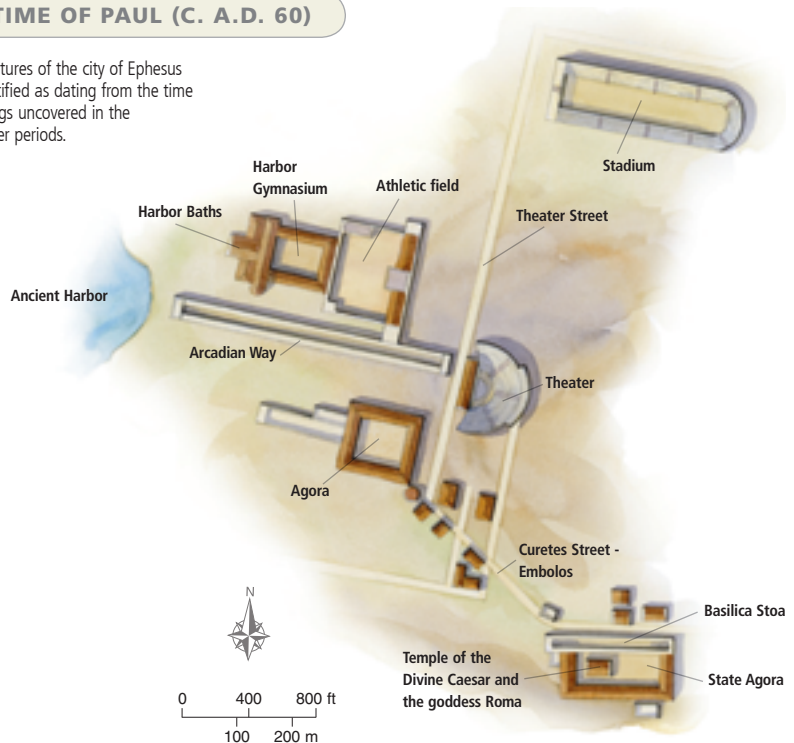 TIME OF PAUL (C. A.D. 60)
tures of the city of Ephesus
tified as dating from the time
gs uncovered in the
er periods.
Stadium
Harbor
Gymnasium
Athletic field
Harbor Baths
Theater Street
Ancient Harbor
Arcadian Way
Theater
Agora
Curetes Street -
Embolos
Basilica Stoa
Temple of the
Divine Caesar and
the goddess Roma
State Agora
N
0 400 800 ft
100 200 m